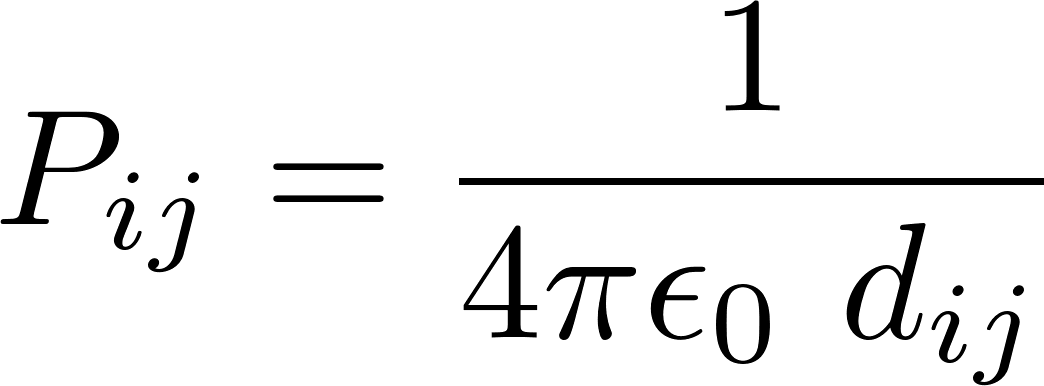 P_{ij} = \frac{1}{4\pi\epsilon_0 \ d_{ij}}